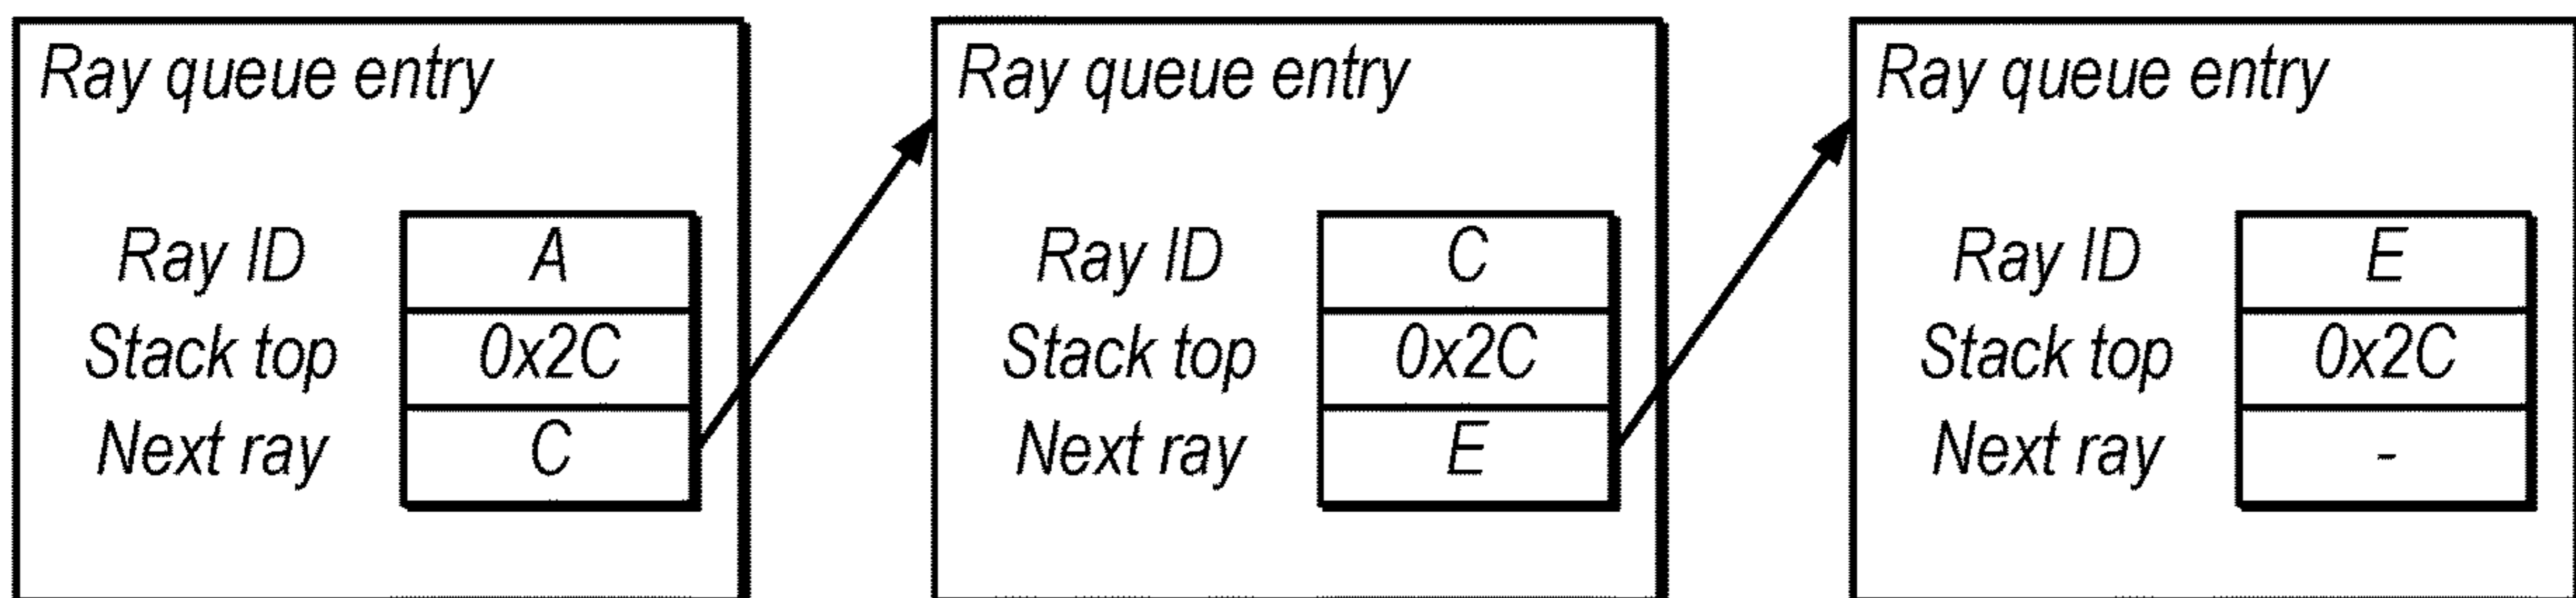 Ray queue entry
Ray ID A
Stack top 0x2C
Next ray C
Ray queue entry
Ray ID C
Stack top 0x2C
Next ray E
Ray queue entry
Ray ID E
Stack top 0x2C
Next ray -